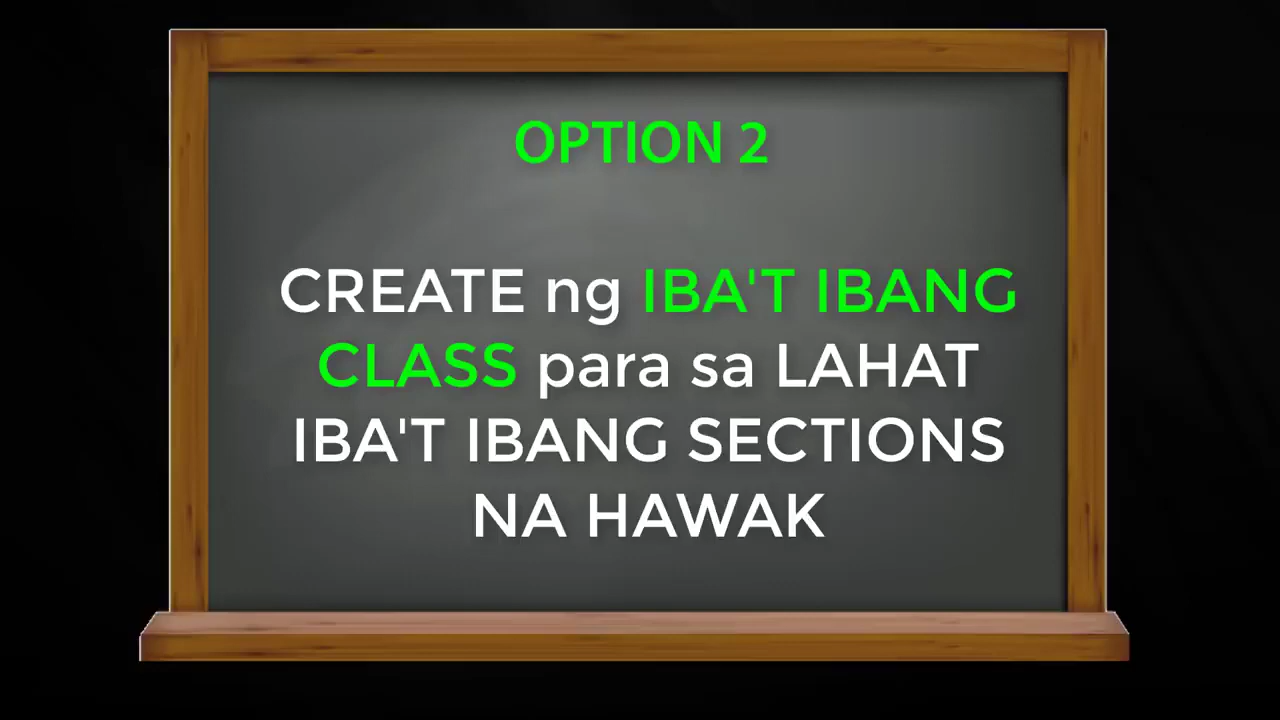 OPTION 2
CREATE ng IBA'T IBANG
CLASS para sa LAHAT
IBA'T IBANG SECTIONS
NA HAWAK